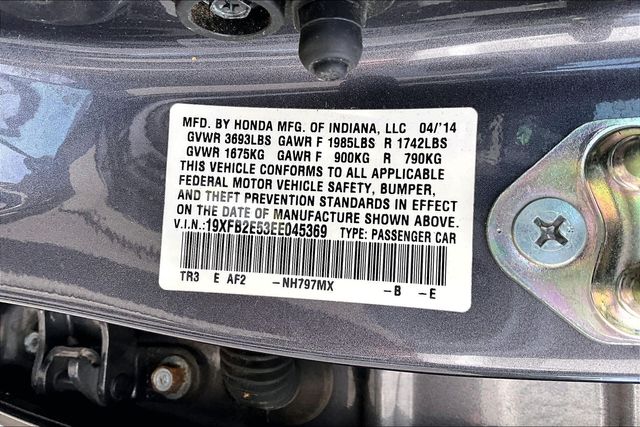 MFD. BY HONDA MFG. OF INDIANA, LLC 04/'14
GVWR 3693LBS GAWR F 1985LBS R 1742LBS
GVWR 1675KG GAWR F 900KG R 790KG
THIS VEHICLE CONFORMS TO ALL APPLICABLE
FEDERAL MOTOR VEHICLE SAFETY, BUMPER,
AND THEFT PREVENTION STANDARDS IN EFFECT
ON THE DATE OF MANUFACTURE SHOWN ABOVE.
V.I.N.: 19XFB2E53EE045369 TYPE: PASSENGER CAR
TR3 E AF2 -NH797MX -B -E